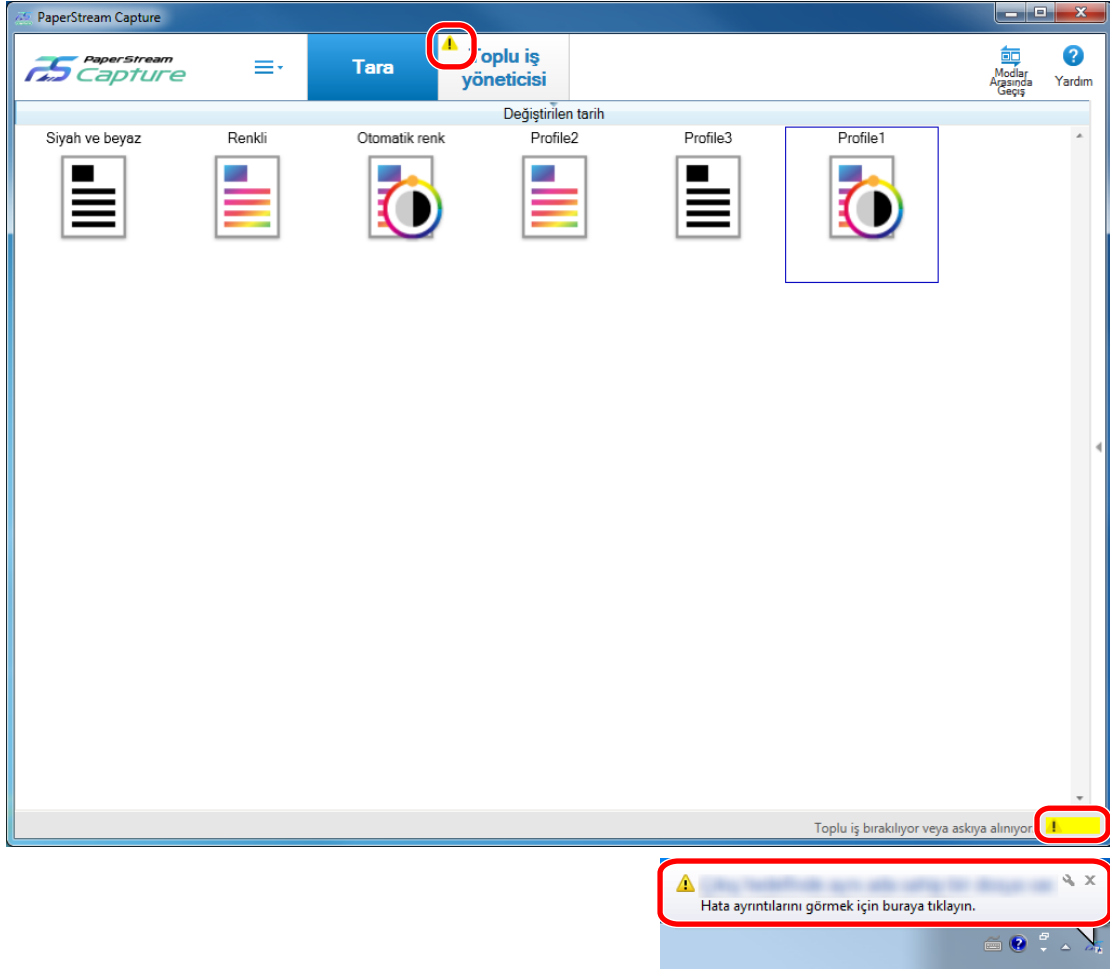 PaperStream Capture
PaperStream
Capture
Tara
Toplu iş
yöneticisi
Modlar
Arasında
Geçiş
Yardım
Değiştirilen tarih
Siyah ve beyaz
Renkli
Otomatik renk
Profile2
Profile3
Profile1
Toplu iş bırakılıyor veya askıya alınıyor.
Hata ayrıntılarını görmek için buraya tıklayın.